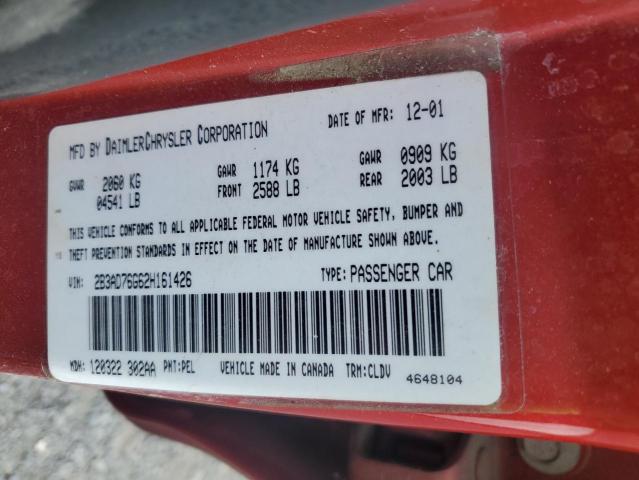 MFD BY DAIMLERCHRYSLER CORPORATION DATE OF MFR: 12-01
GVWR 2060 KG GAWR 1174 KG GAWR 0909 KG
04541 LB FRONT 2588 LB REAR 2003 LB
THIS VEHICLE CONFORMS TO ALL APPLICABLE FEDERAL MOTOR VEHICLE SAFETY, BUMPER AND
THEFT PREVENTION STANDARDS IN EFFECT ON THE DATE OF MANUFACTURE SHOWN ABOVE.
VIN: 2B3AD76G62H161426 TYPE: PASSENGER CAR
MDH: 120322 302AA PNT:PEL VEHICLE MADE IN CANADA TRM:CLDV
4648104